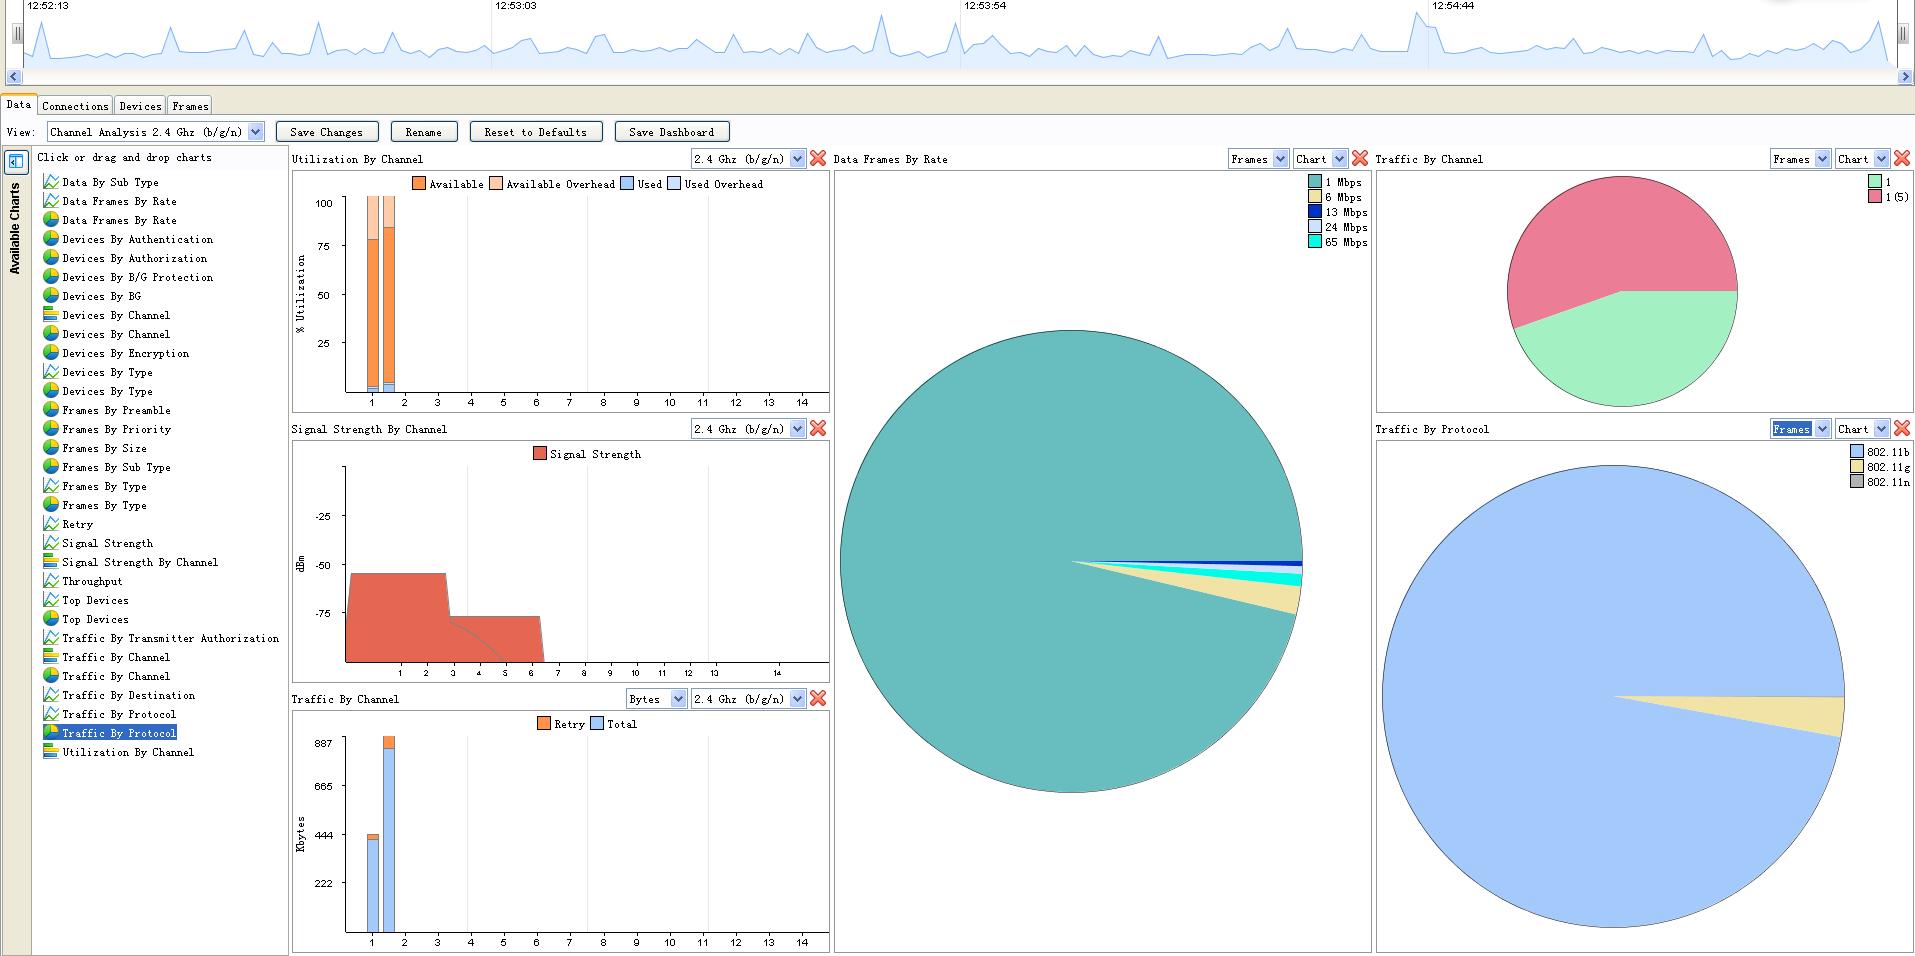 12:52:13 12:53:03 12:53:54 12:54:44
Data Connections Devices Frames
View: Channel Analysis 2.4 Ghz (b/g/n) Save Changes Rename Reset to Defaults Save Dashboard
Available Charts
Click or drag and drop charts
Data By Sub Type
Data Frames By Rate
Data Frames By Rate
Devices By Authentication
Devices By Authorization
Devices By B/G Protection
Devices By BG
Devices By Channel
Devices By Channel
Devices By Encryption
Devices By Type
Devices By Type
Frames By Preamble
Frames By Priority
Frames By Size
Frames By Sub Type
Frames By Type
Frames By Type
Retry
Signal Strength
Signal Strength By Channel
Throughput
Top Devices
Top Devices
Traffic By Transmitter Authorization
Traffic By Channel
Traffic By Channel
Traffic By Destination
Traffic By Protocol
Traffic By Protocol
Utilization By Channel
Utilization By Channel 2.4 Ghz (b/g/n)
Available Available Overhead Used Used Overhead
100
75
50
25
% Utilization
1 2 3 4 5 6 7 8 9 10 11 12 13 14
Signal Strength By Channel 2.4 Ghz (b/g/n)
Signal Strength
-25
-50
-75
dBm
1 2 3 4 5 6 7 8 9 10 11 12 13 14
Traffic By Channel Bytes 2.4 Ghz (b/g/n)
Retry Total
887
665
444
222
Kbytes
1 2 3 4 5 6 7 8 9 10 11 12 13 14
Data Frames By Rate Frames Chart
1 Mbps
6 Mbps
13 Mbps
24 Mbps
65 Mbps
Traffic By Channel Frames Chart
1
1(5)
Traffic By Protocol Frames Chart
802.11b
802.11g
802.11n